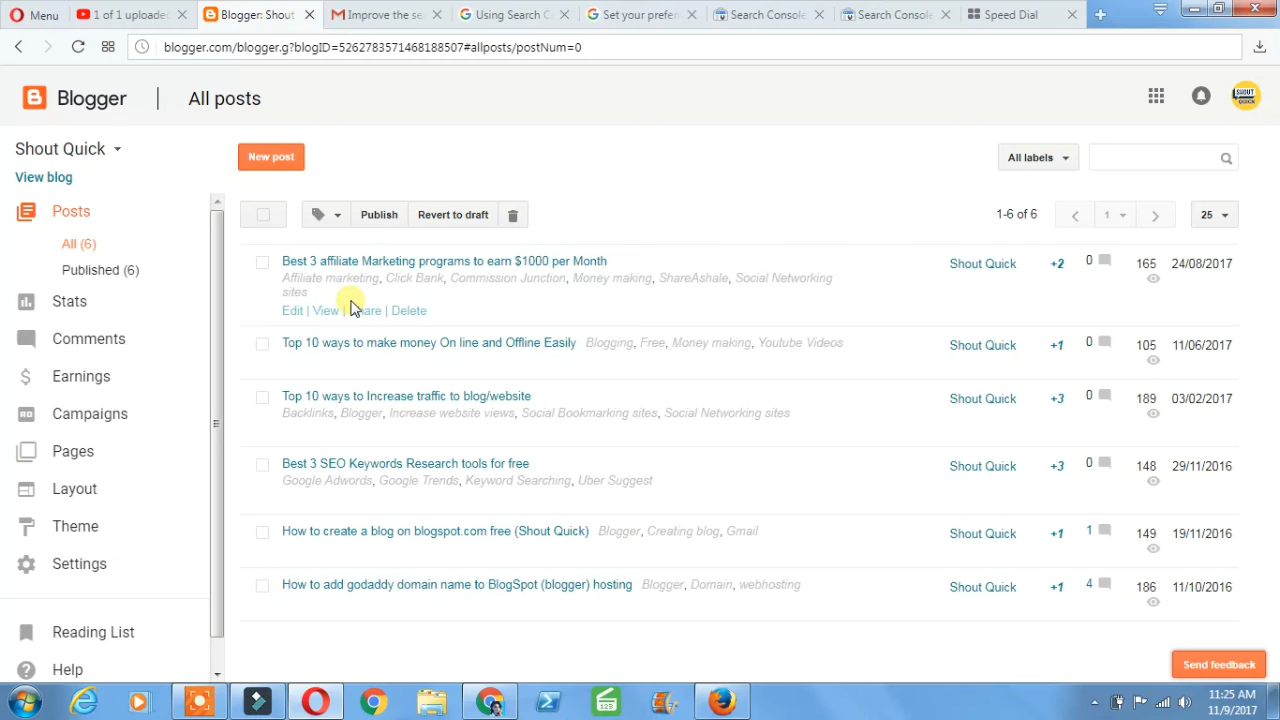 Menu
1 of 1 uploade
Blogger: Shout
Improve the se
Using Search C
Set your prefer
Search Console
Search Console
Speed Dial
blogger.com/blogger.g?blogID=5262783571468188507#allposts/postNum=0
Blogger
All posts
SHOUT
QUICK
Shout Quick
View blog
New post
All labels
Posts
All (6)
Published (6)
Stats
Comments
Earnings
Campaigns
Pages
Layout
Theme
Settings
Reading List
Help
Publish
Revert to draft
1-6 of 6
1
25
Best 3 affiliate Marketing programs to earn $1000 per Month
Affiliate marketing, Click Bank, Commission Junction, Money making, ShareAshale, Social Networking
sites
Edit | View | Share | Delete
Shout Quick +2 0 165 24/08/2017
Top 10 ways to make money On line and Offline Easily Blogging, Free, Money making, Youtube Videos
Shout Quick +1 0 105 11/06/2017
Top 10 ways to Increase traffic to blog/website
Backlinks, Blogger, Increase website views, Social Bookmarking sites, Social Networking sites
Shout Quick +3 0 189 03/02/2017
Best 3 SEO Keywords Research tools for free
Google Adwords, Google Trends, Keyword Searching, Uber Suggest
Shout Quick +3 0 148 29/11/2016
How to create a blog on blogspot.com free (Shout Quick) Blogger, Creating blog, Gmail
Shout Quick +1 1 149 19/11/2016
How to add godaddy domain name to BlogSpot (blogger) hosting Blogger, Domain, webhosting
Shout Quick +1 4 186 11/10/2016
Send feedback
123
11:25 AM
11/9/2017